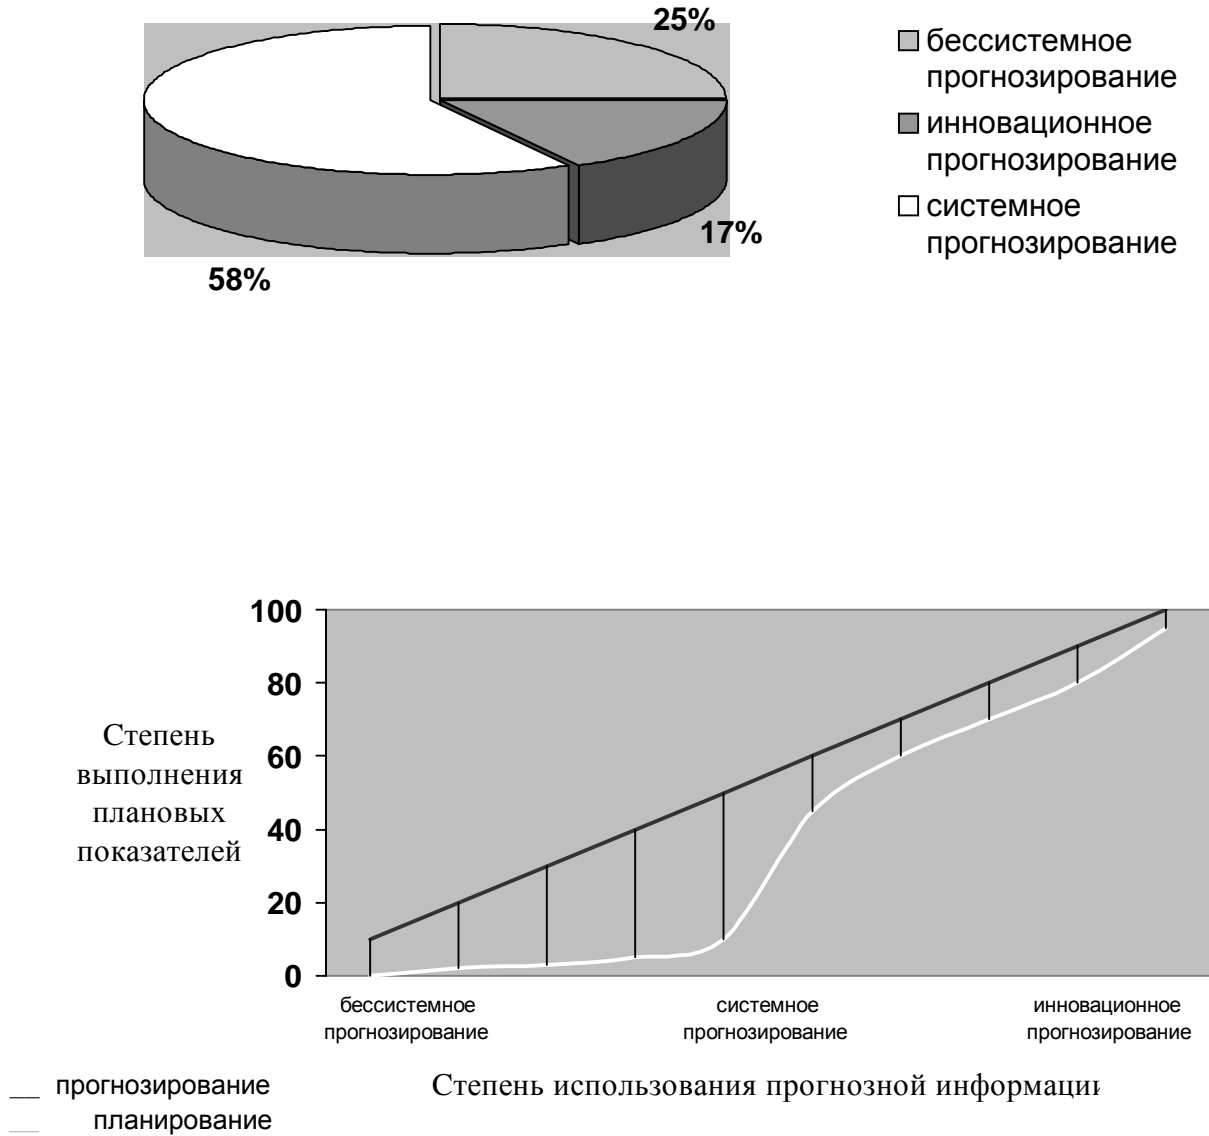 25%
бессистемное
прогнозирование
инновационное
прогнозирование
системное
прогнозирование
17%
58%
100
80
60
40
20
0
Степень
выполнения
плановых
показателей
бессистемное
прогнозирование
системное
прогнозирование
инновационное
прогнозирование
Степень использования прогнозной информации
прогнозирование
планирование